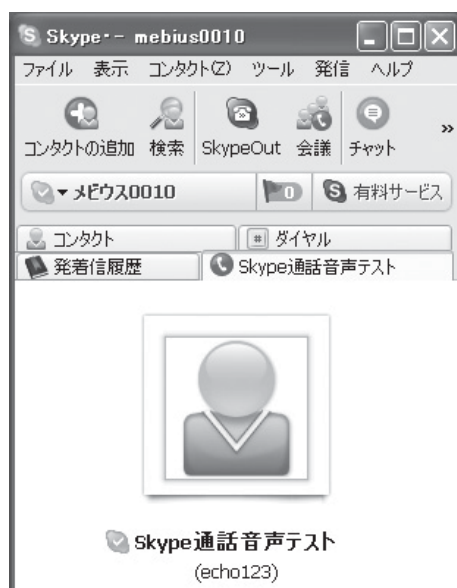 Skype - mebius0010
ファイル 表示 コンタクト(Z) ツール 発信 ヘルプ
コンタクトの追加 検索 SkypeOut 会議 チャット »
メビウス0010 0 有料サービス
コンタクト ダイヤル
発着信履歴 Skype通話音声テスト
Skype通話音声テスト
(echo123)